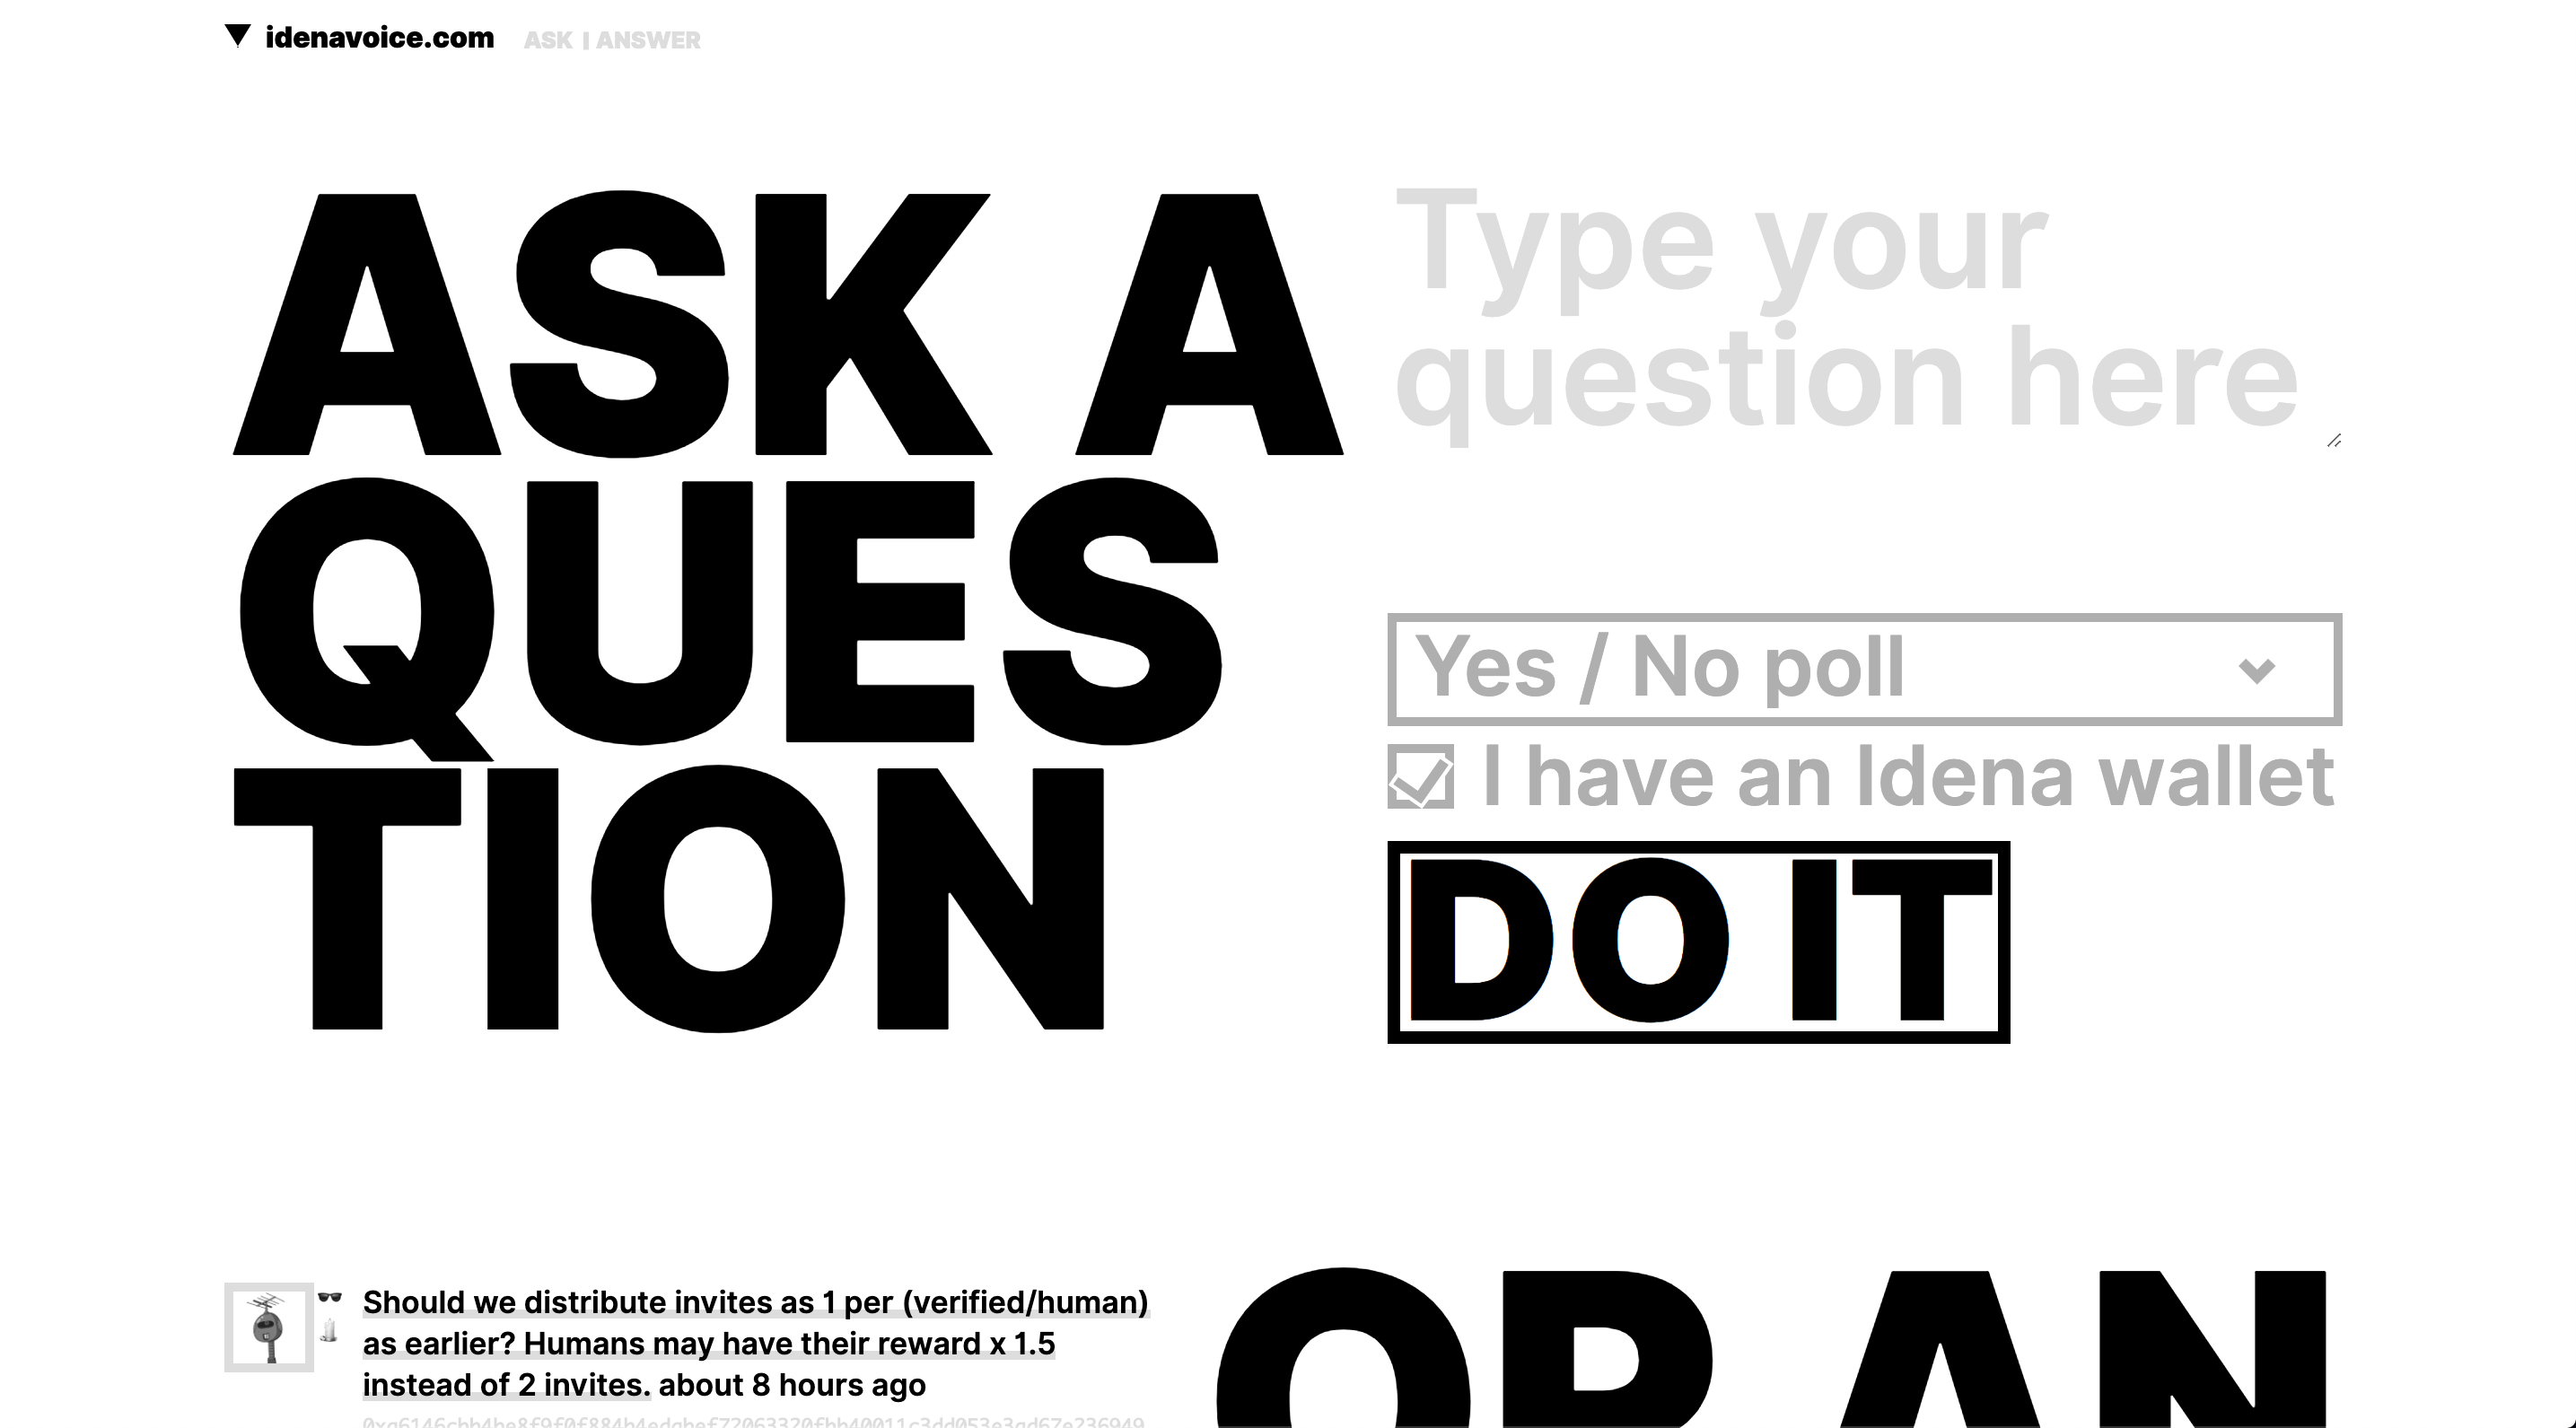 idenavoice.com ASK | ANSWER
ASK A
QUES
TION
Type your
question here
Yes / No poll
I have an Idena wallet
DO IT
Should we distribute invites as 1 per (verified/human)
as earlier? Humans may have their reward x 1.5
instead of 2 invites. about 8 hours ago
OR AN